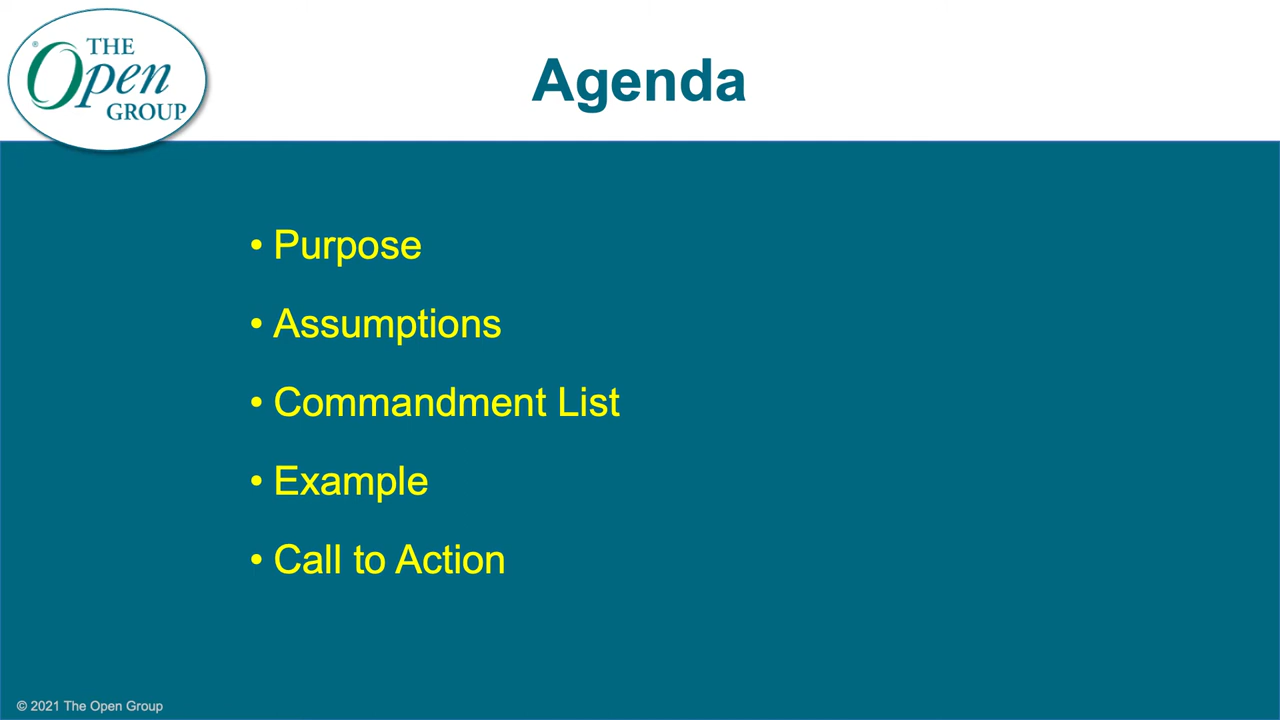 ® THE
Open
GROUP
Agenda
• Purpose
• Assumptions
• Commandment List
• Example
• Call to Action
© 2021 The Open Group